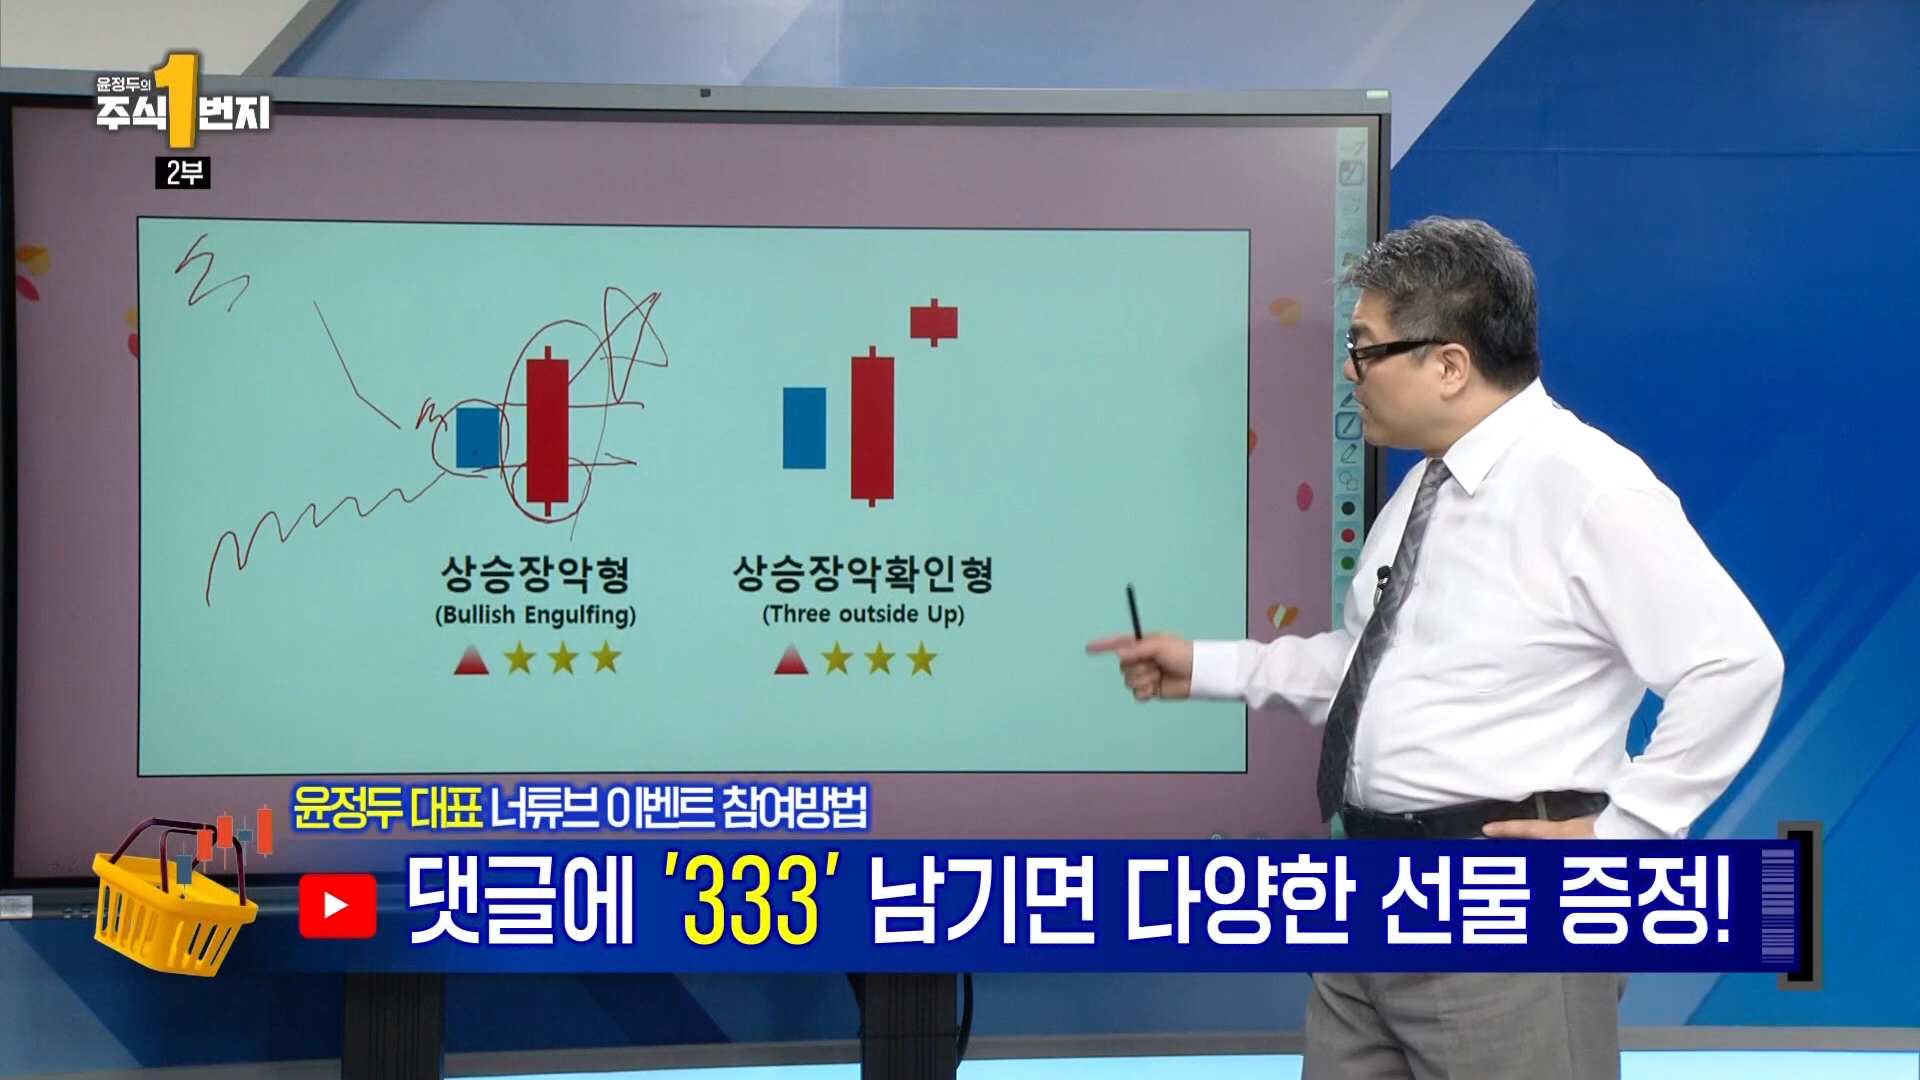 윤정두의
주식1번지
2부
상승장악형
(Bullish Engulfing)
상승장악확인형
(Three outside Up)
윤정두 대표 너튜브 이벤트 참여방법
댓글에 '333' 남기면 다양한 선물 증정!